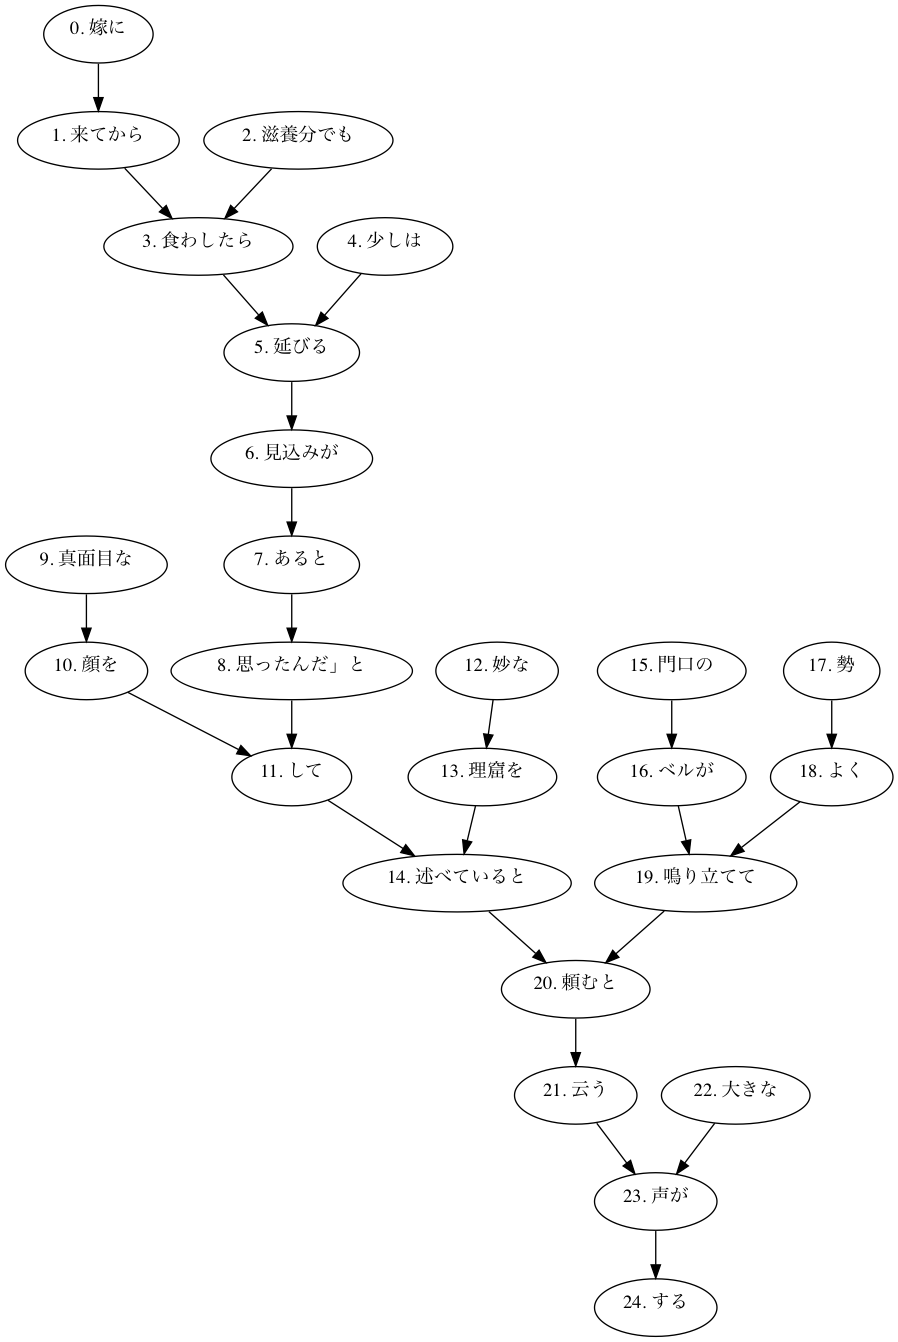 0. 嫁に
1. 来てから
2. 滋養分でも
3. 食わしたら
4. 少しは
5. 延びる
6. 見込みが
7. あると
8. 思ったんだ」と
9. 真面目な
10. 顔を
11. して
12. 妙な
13. 理窟を
14. 述べていると
15. 門口の
16. ベルが
17. 勢
18. よく
19. 鳴り立てて
20. 頼むと
21. 云う
22. 大きな
23. 声が
24. する